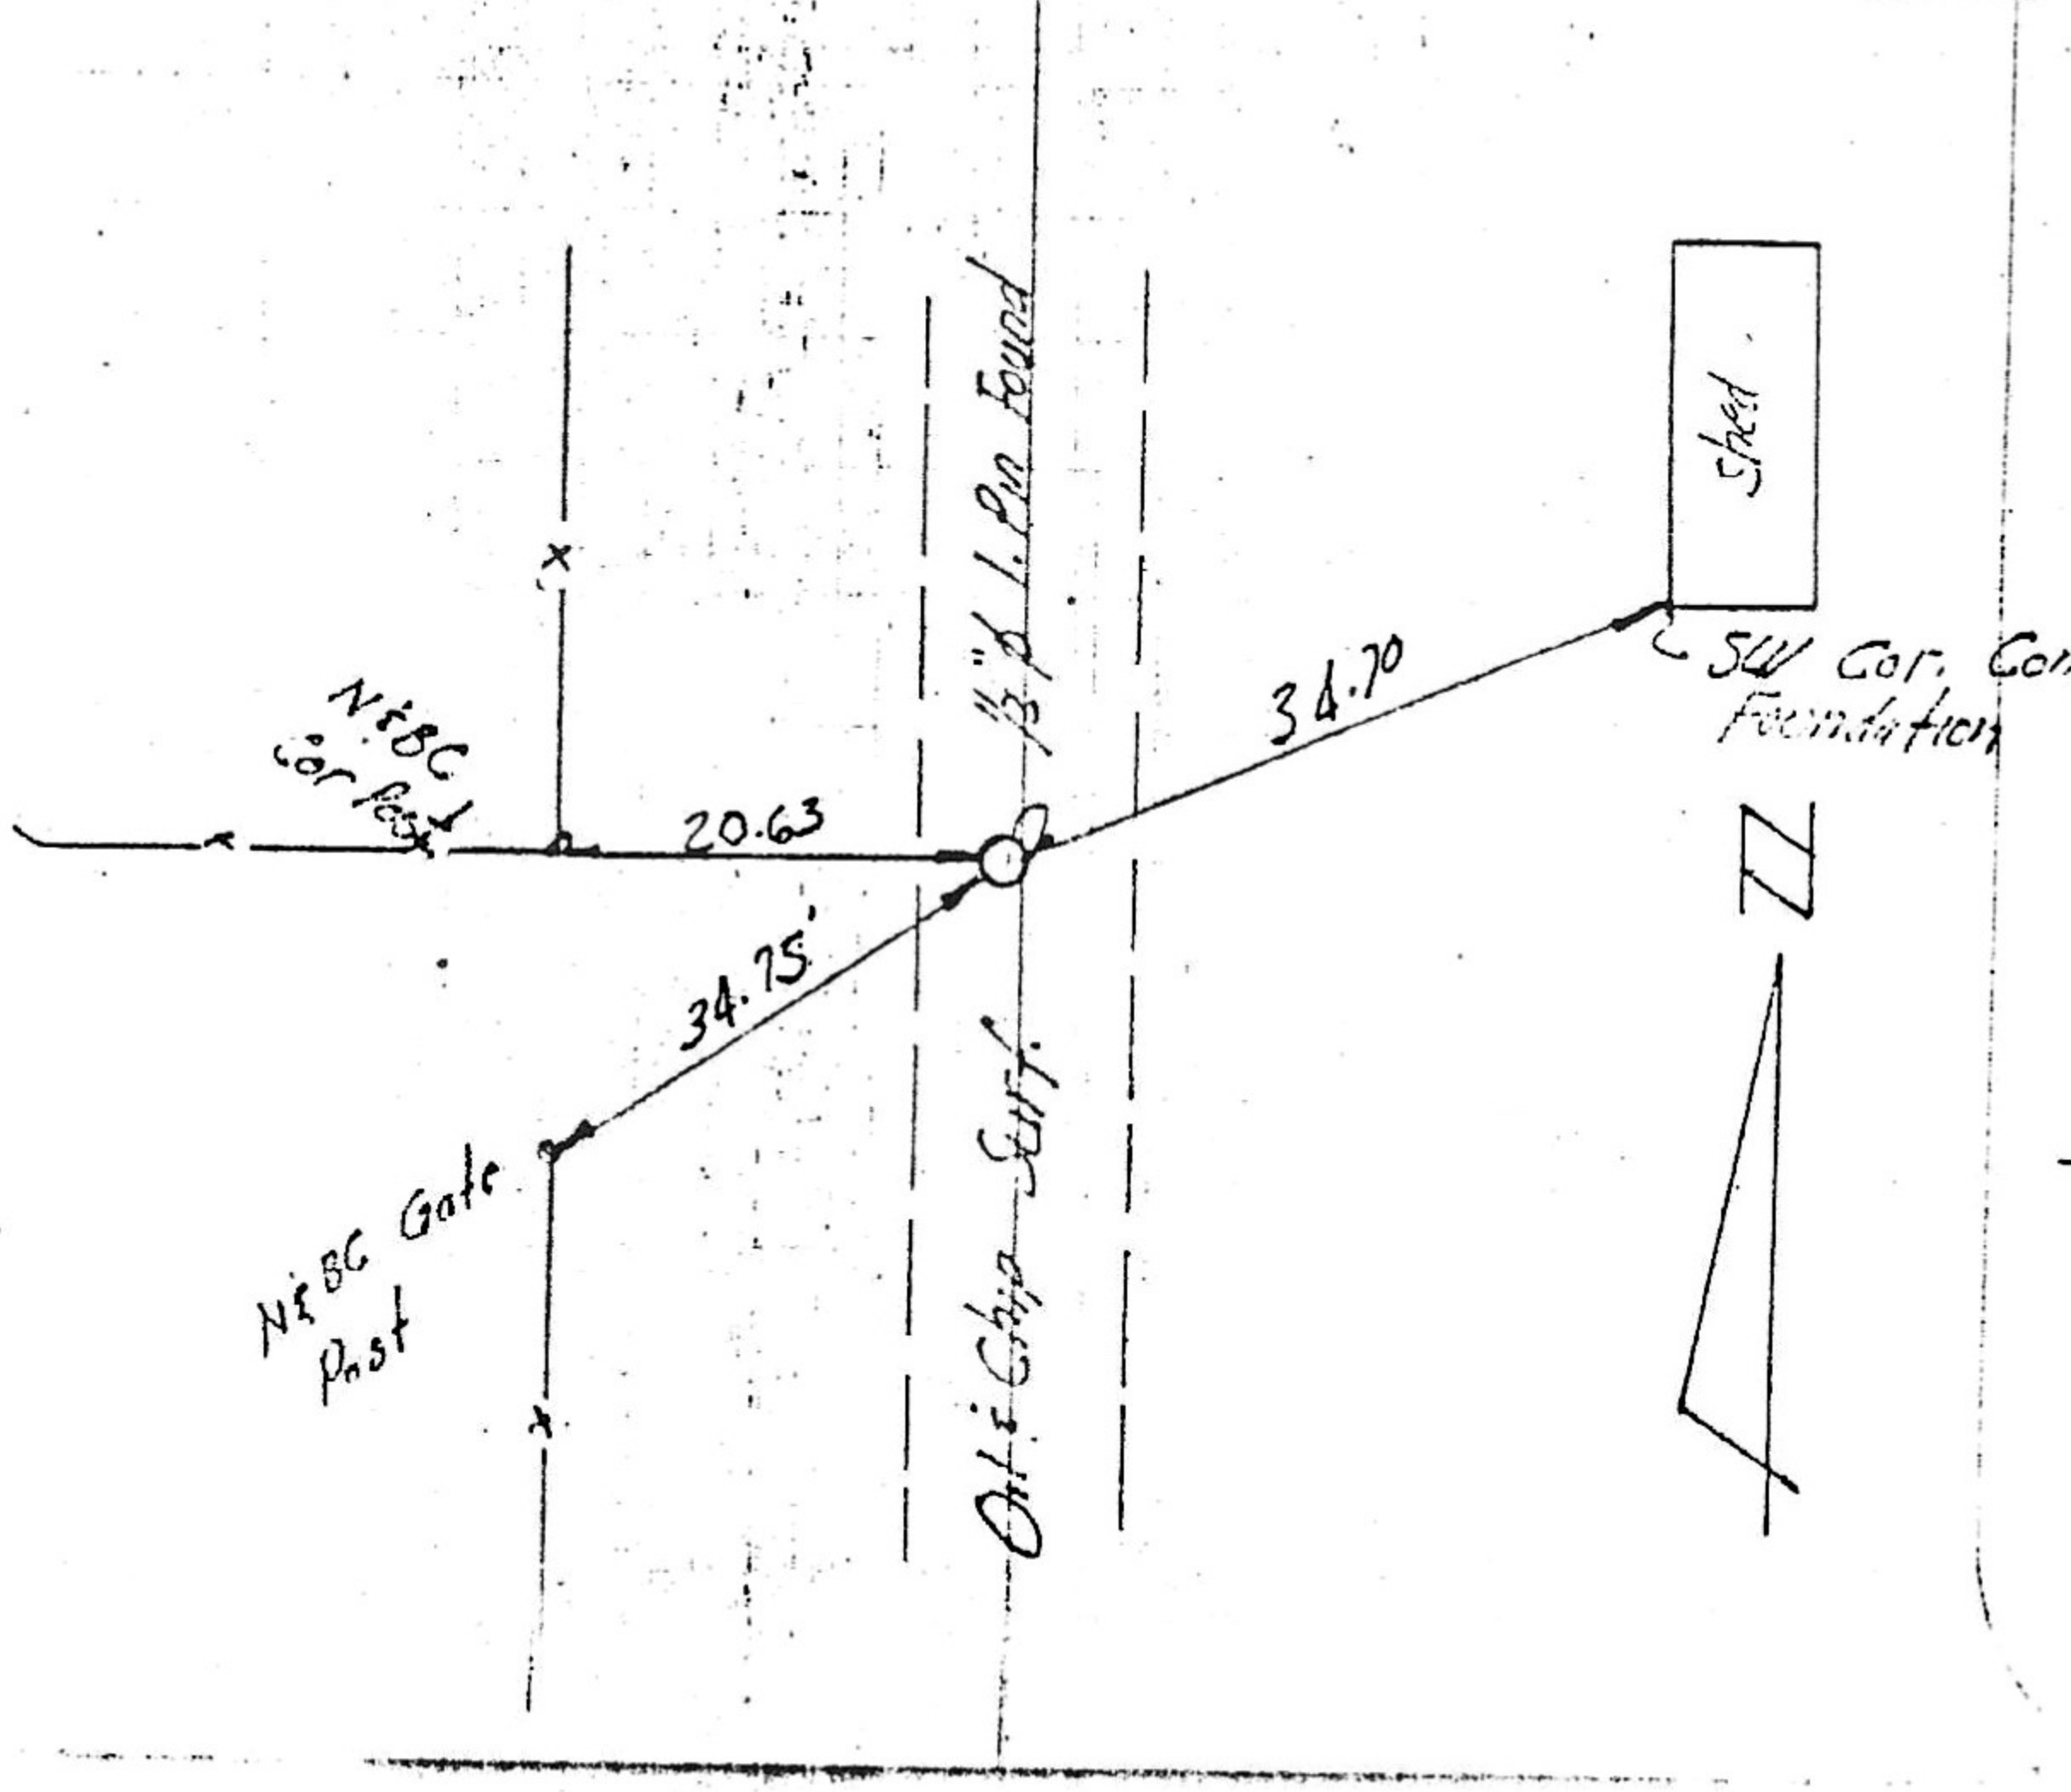 ½"ø I. Pin Found
Shed
34.70
SW Cor. Con
Foundation
N&BC
Cor Post
20.63
34.75'
N
N&BC Gate
Post
Oil & Chip Surf.